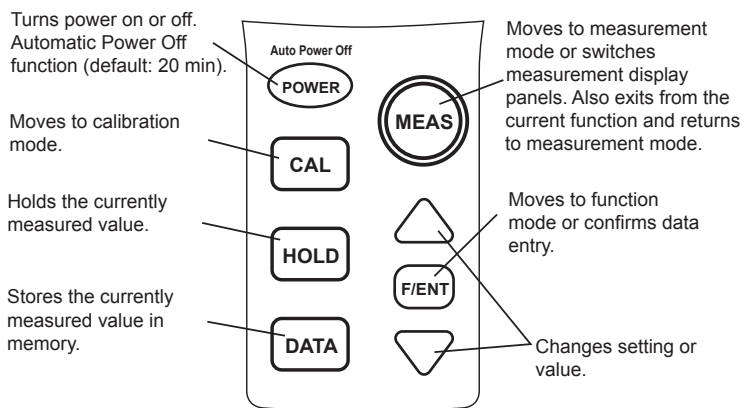 Turns power on or off.
Automatic Power Off
function (default: 20 min).
Moves to calibration
mode.
Holds the currently
measured value.
Stores the currently
measured value in
memory.
Auto Power Off
POWER
CAL
HOLD
DATA
MEAS
F/ENT
Moves to measurement
mode or switches
measurement display
panels. Also exits from the
current function and returns
to measurement mode.
Moves to function
mode or confirms data
entry.
Changes setting or
value.